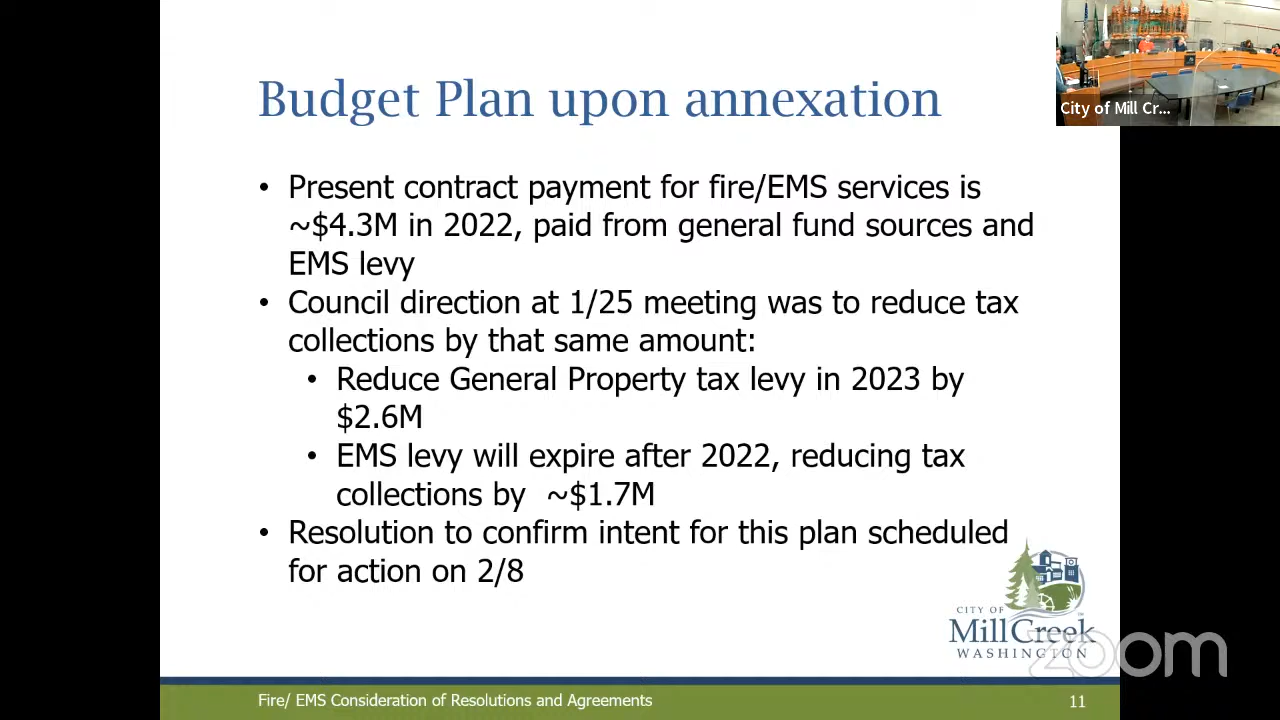 Budget Plan upon annexation
City of Mill Cr...
• Present contract payment for fire/EMS services is
~$4.3M in 2022, paid from general fund sources and
EMS levy
• Council direction at 1/25 meeting was to reduce tax
collections by that same amount:
• Reduce General Property tax levy in 2023 by
$2.6M
• EMS levy will expire after 2022, reducing tax
collections by ~$1.7M
• Resolution to confirm intent for this plan scheduled
for action on 2/8
CITY OF
Mill Creek
WASHINGTON
zoom
Fire/ EMS Consideration of Resolutions and Agreements
11